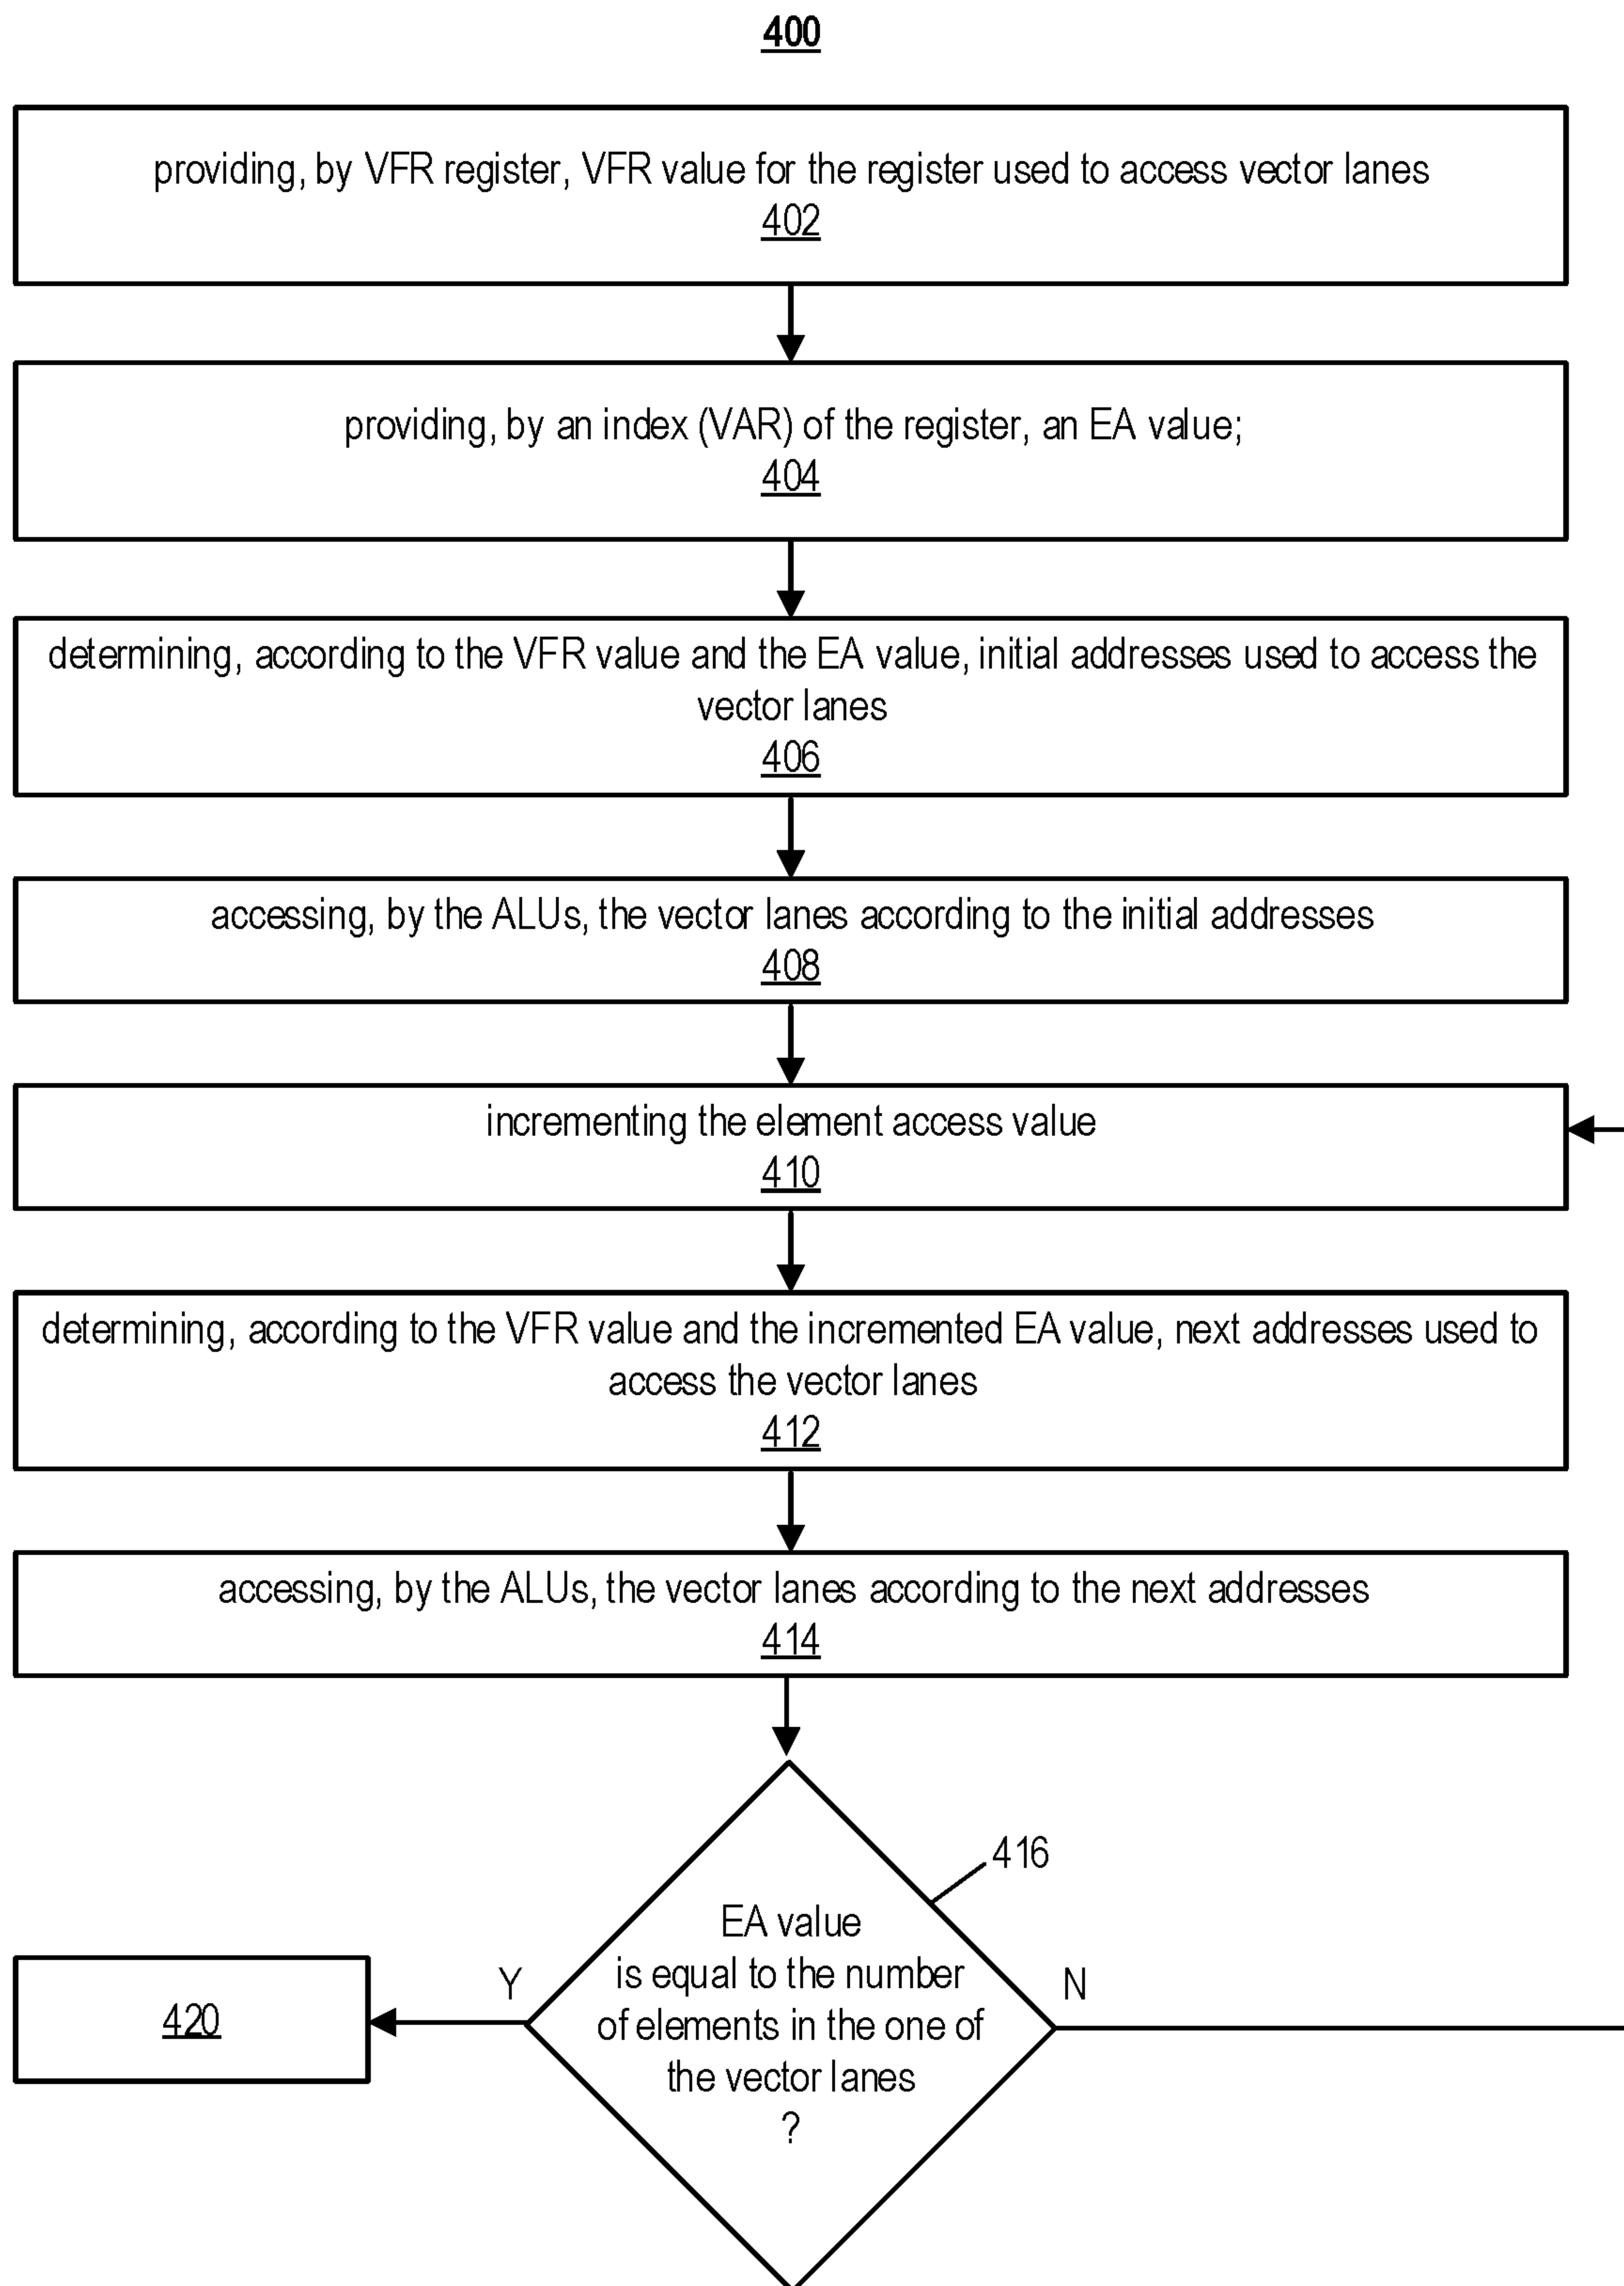 400
providing, by VFR register, VFR value for the register used to access vector lanes
402
providing, by an index (VAR) of the register, an EA value;
404
determining, according to the VFR value and the EA value, initial addresses used to access the
vector lanes
406
accessing, by the ALUs, the vector lanes according to the initial addresses
408
incrementing the element access value
410
determining, according to the VFR value and the incremented EA value, next addresses used to
access the vector lanes
412
accessing, by the ALUs, the vector lanes according to the next addresses
414
416
EA value
is equal to the number
of elements in the one of
the vector lanes
?
Y
N
420